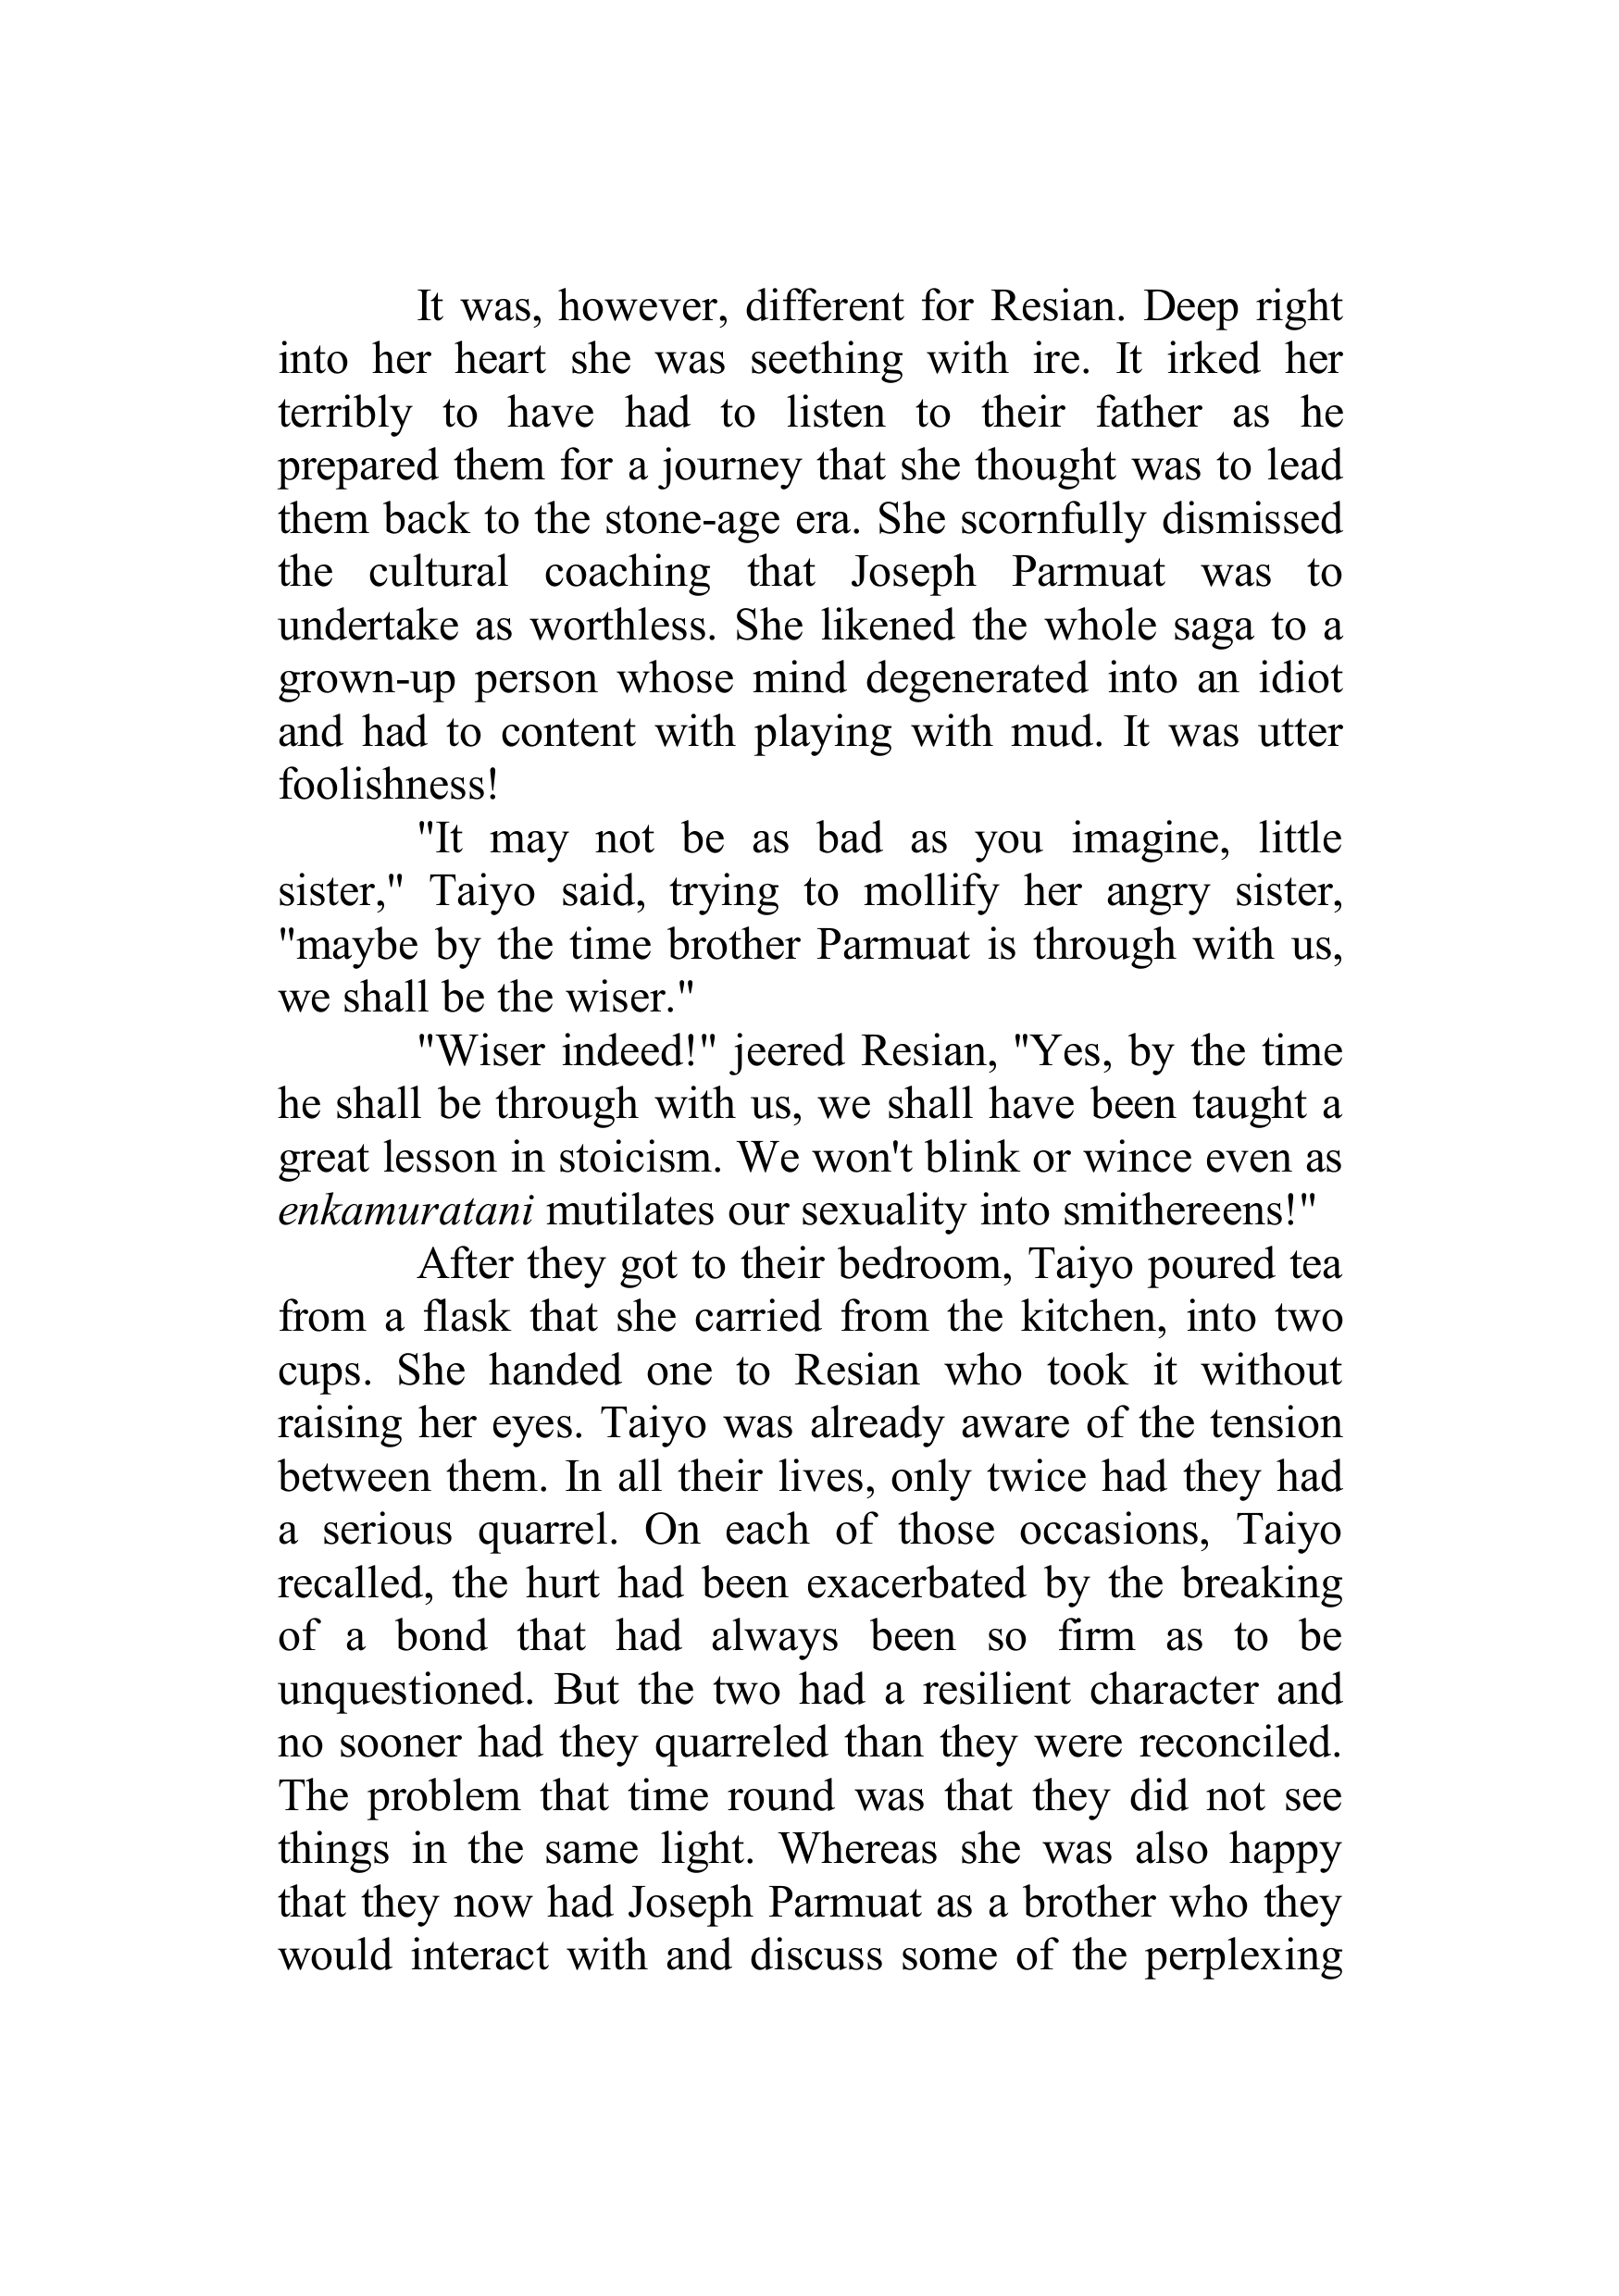 It was, however, different for Resian. Deep right
into her heart she was seething with ire. It irked her
terribly to have had to listen to their father as he
prepared them for a journey that she thought was to lead
them back to the stone-age era. She scornfully dismissed
the cultural coaching that Joseph Parmuat was to
undertake as worthless. She likened the whole saga to a
grown-up person whose mind degenerated into an idiot
and had to content with playing with mud. It was utter
foolishness!
"It may not be as bad as you imagine, little
sister," Taiyo said, trying to mollify her angry sister,
"maybe by the time brother Parmuat is through with us,
we shall be the wiser."
"Wiser indeed!" jeered Resian, "Yes, by the time
he shall be through with us, we shall have been taught a
great lesson in stoicism. We won't blink or wince even as
enkamuratani mutilates our sexuality into smithereens!"
After they got to their bedroom, Taiyo poured tea
from a flask that she carried from the kitchen, into two
cups. She handed one to Resian who took it without
raising her eyes. Taiyo was already aware of the tension
between them. In all their lives, only twice had they had
a serious quarrel. On each of those occasions, Taiyo
recalled, the hurt had been exacerbated by the breaking
of a bond that had always been so firm as to be
unquestioned. But the two had a resilient character and
no sooner had they quarreled than they were reconciled.
The problem that time round was that they did not see
things in the same light. Whereas she was also happy
that they now had Joseph Parmuat as a brother who they
would interact with and discuss some of the perplexing